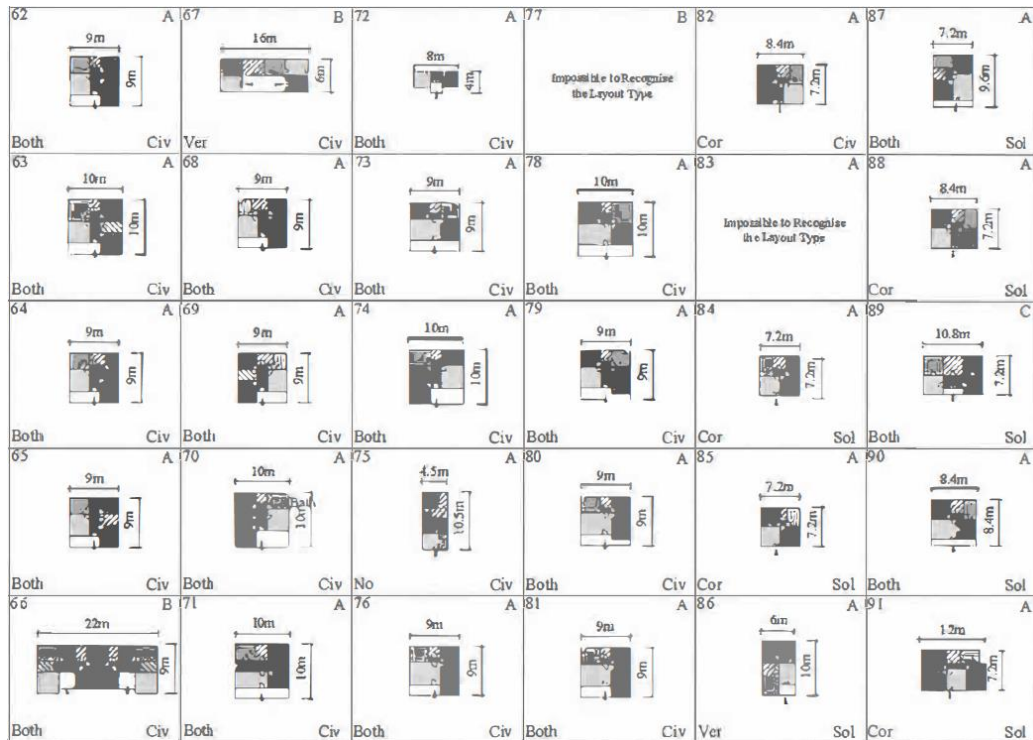 62 A
9m
9m
Both Civ
67 B
16m
6m
Ver Civ
72 A
8m
4m
Both Civ
77 B
Impossible to Recognise
the Layout Type
82 A
8.4m
7.2m
Cor Civ
87 A
7.2m
9.6m
Both Sol
63 A
10m
10m
Both Civ
68 A
9m
9m
Both Civ
73 A
9m
9m
Both Civ
78 A
10m
10m
Both Civ
83 A
Impossible to Recognise
the Layout Type
88 A
8.4m
7.2m
Cor Sol
64 A
9m
9m
Both Civ
69 A
9m
9m
Both Civ
74 A
10m
10m
Both Civ
79 A
9m
9m
Both Civ
84 A
7.2m
7.2m
Cor Sol
89 C
10.8m
7.2m
Both Sol
65 A
9m
9m
Both Civ
70 A
10m
10m
Both Civ
75 A
4.5m
10.5m
No Civ
80 A
9m
9m
Both Civ
85 A
7.2m
7.2m
Cor Sol
90 A
8.4m
8.4m
Both Sol
66 B
22m
9m
Both Civ
71 A
10m
10m
Both Civ
76 A
9m
9m
Both Civ
81 A
9m
9m
Both Civ
86 A
6m
10m
Ver Sol
91 A
12m
7.2m
Cor Sol